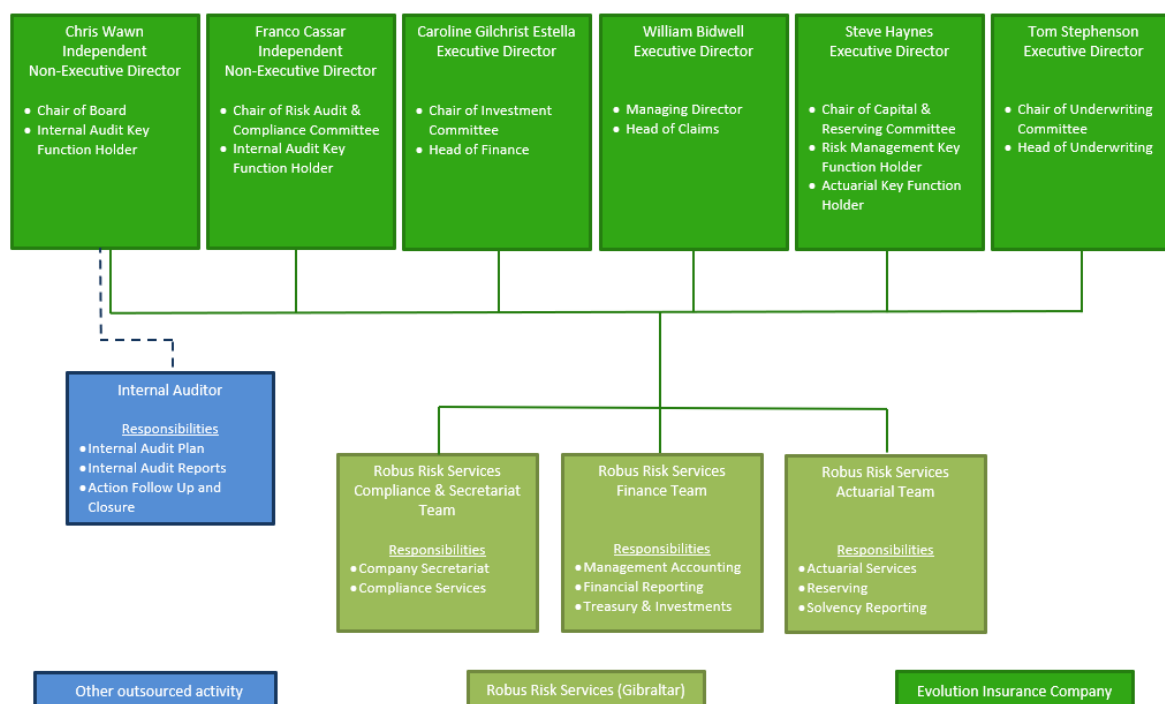 Chris Wawn
Independent
Non-Executive Director
● Chair of Board
● Internal Audit Key
Function Holder
Franco Cassar
Independent
Non-Executive Director
● Chair of Risk Audit &
Compliance Committee
● Internal Audit Key
Function Holder
Caroline Gilchrist Estella
Executive Director
● Chair of Investment
Committee
● Head of Finance
William Bidwell
Executive Director
● Managing Director
● Head of Claims
Steve Haynes
Executive Director
● Chair of Capital &
Reserving Committee
● Risk Management Key
Function Holder
● Actuarial Key Function
Holder
Tom Stephenson
Executive Director
● Chair of Underwriting
Committee
● Head of Underwriting
Internal Auditor
Responsibilities
●Internal Audit Plan
●Internal Audit Reports
●Action Follow Up and
Closure
Robus Risk Services
Compliance & Secretariat
Team
Responsibilities
●Company Secretariat
●Compliance Services
Robus Risk Services
Finance Team
Responsibilities
●Management Accounting
●Financial Reporting
●Treasury & Investments
Robus Risk Services
Actuarial Team
Responsibilities
●Actuarial Services
●Reserving
●Solvency Reporting
Other outsourced activity
Robus Risk Services (Gibraltar)
Evolution Insurance Company